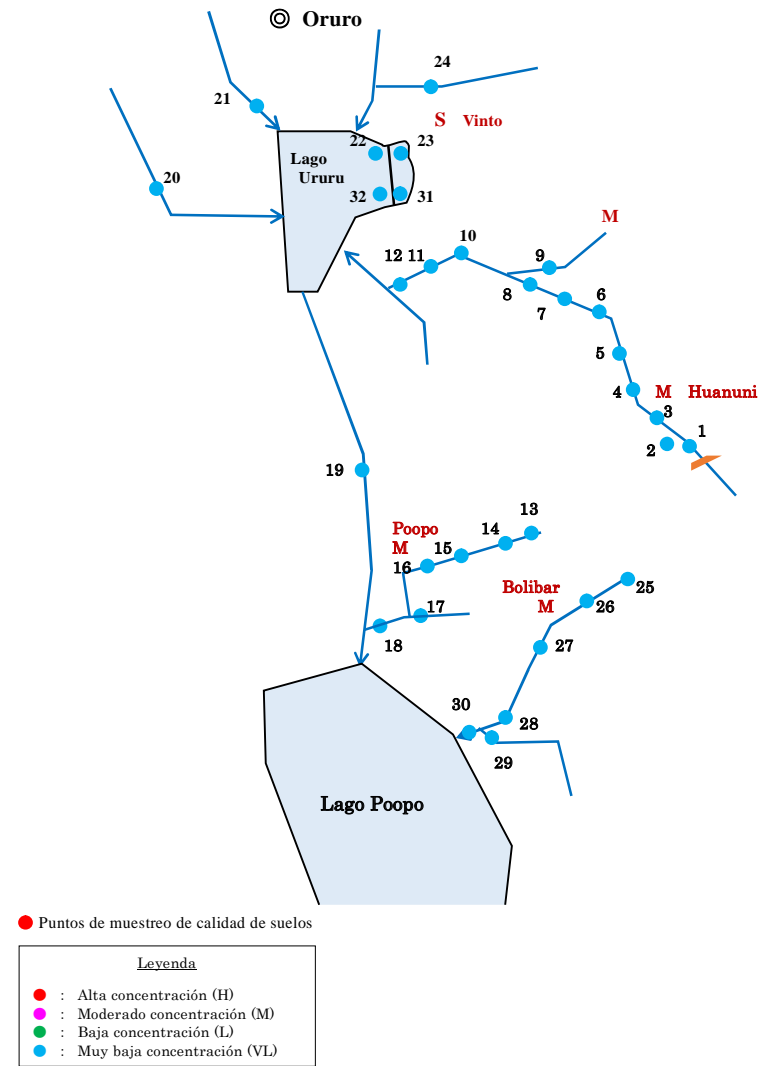 Oruro
24
21
S Vinto
22
23
Lago
Ururu
20
32
31
M
10
12 11
9
8
7
6
5
4
M Huanuni
3
1
2
19
13
Poopo
M
14
15
16
Bolibar
M
25
26
17
18
27
30
28
29
Lago Poopo
Puntos de muestreo de calidad de suelos
Leyenda
: Alta concentración (H)
: Moderado concentración (M)
: Baja concentración (L)
: Muy baja concentración (VL)